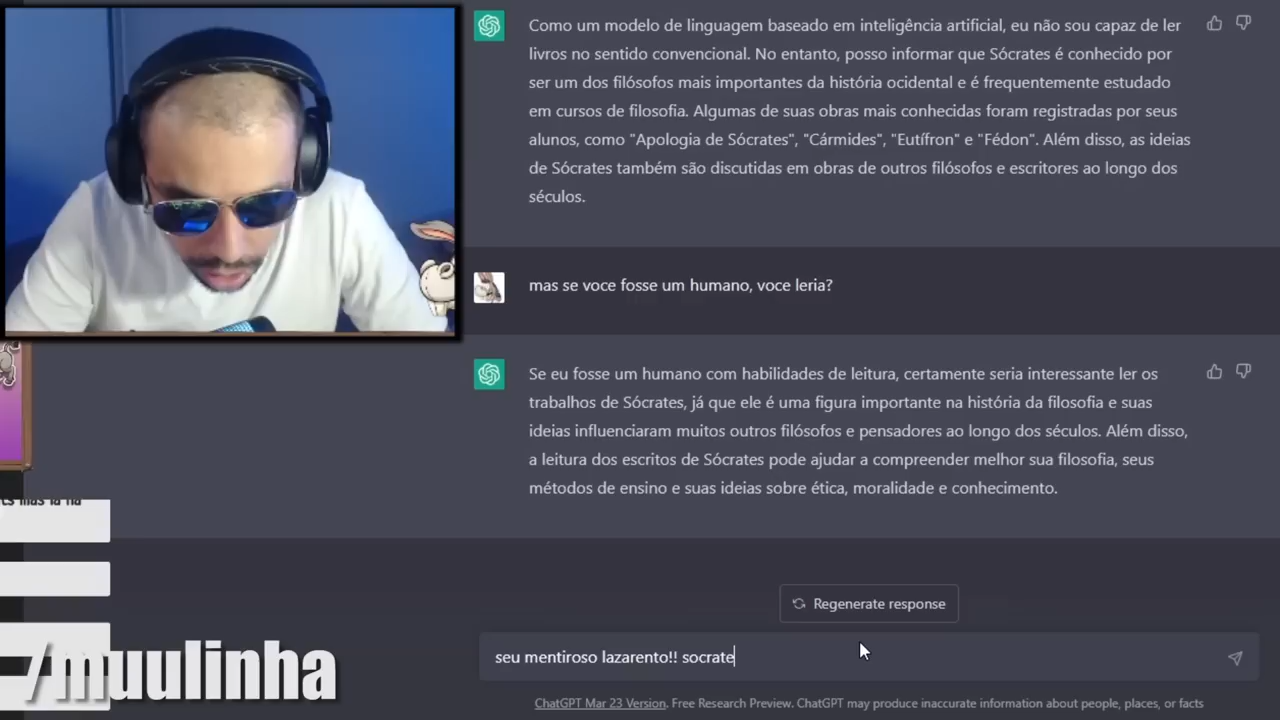 Como um modelo de linguagem baseado em inteligência artificial, eu não sou capaz de ler
livros no sentido convencional. No entanto, posso informar que Sócrates é conhecido por
ser um dos filósofos mais importantes da história ocidental e é frequentemente estudado
em cursos de filosofia. Algumas de suas obras mais conhecidas foram registradas por seus
alunos, como "Apologia de Sócrates", "Cármides", "Eutífron" e "Fédon". Além disso, as ideias
de Sócrates também são discutidas em obras de outros filósofos e escritores ao longo dos
séculos.
mas se voce fosse um humano, voce leria?
Se eu fosse um humano com habilidades de leitura, certamente seria interessante ler os
trabalhos de Sócrates, já que ele é uma figura importante na história da filosofia e suas
ideias influenciaram muitos outros filósofos e pensadores ao longo dos séculos. Além disso,
a leitura dos escritos de Sócrates pode ajudar a compreender melhor sua filosofia, seus
métodos de ensino e suas ideias sobre ética, moralidade e conhecimento.
Regenerate response
seu mentiroso lazarento!! socrate
ChatGPT Mar 23 Version. Free Research Preview. ChatGPT may produce inaccurate information about people, places, or facts
/muulinha